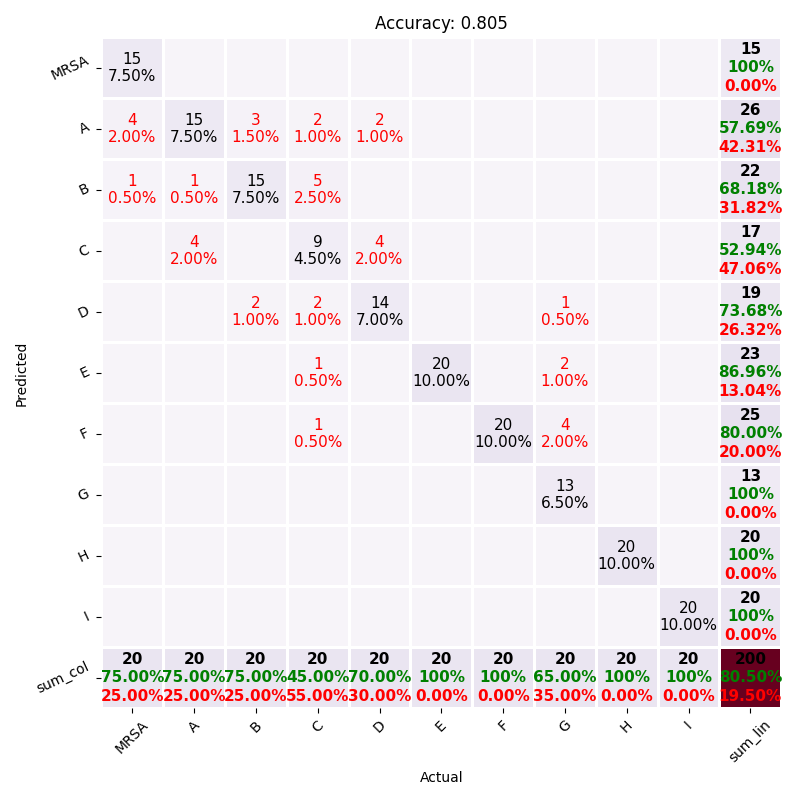 Accuracy: 0.805
MRSA 15 15
7.50% 100%
0.00%
A 4 15 3 2 2 26
2.00% 7.50% 1.50% 1.00% 1.00% 57.69%
42.31%
B 1 1 15 5 22
0.50% 0.50% 7.50% 2.50% 68.18%
31.82%
C 4 9 4 17
2.00% 4.50% 2.00% 52.94%
47.06%
D 2 2 14 1 19
1.00% 1.00% 7.00% 0.50% 73.68%
26.32%
Predicted
E 1 20 2 23
0.50% 10.00% 1.00% 86.96%
13.04%
F 1 20 4 25
0.50% 10.00% 2.00% 80.00%
20.00%
G 13 13
6.50% 100%
0.00%
H 20 20
10.00% 100%
0.00%
I 20 20
10.00% 100%
0.00%
sum_col 20 20 20 20 20 20 20 20 20 20 200
75.00% 75.00% 75.00% 45.00% 70.00% 100% 100% 65.00% 100% 100% 80.50%
25.00% 25.00% 25.00% 55.00% 30.00% 0.00% 0.00% 35.00% 0.00% 0.00% 19.50%
MRSA A B C D E F G H I sum_lin
Actual